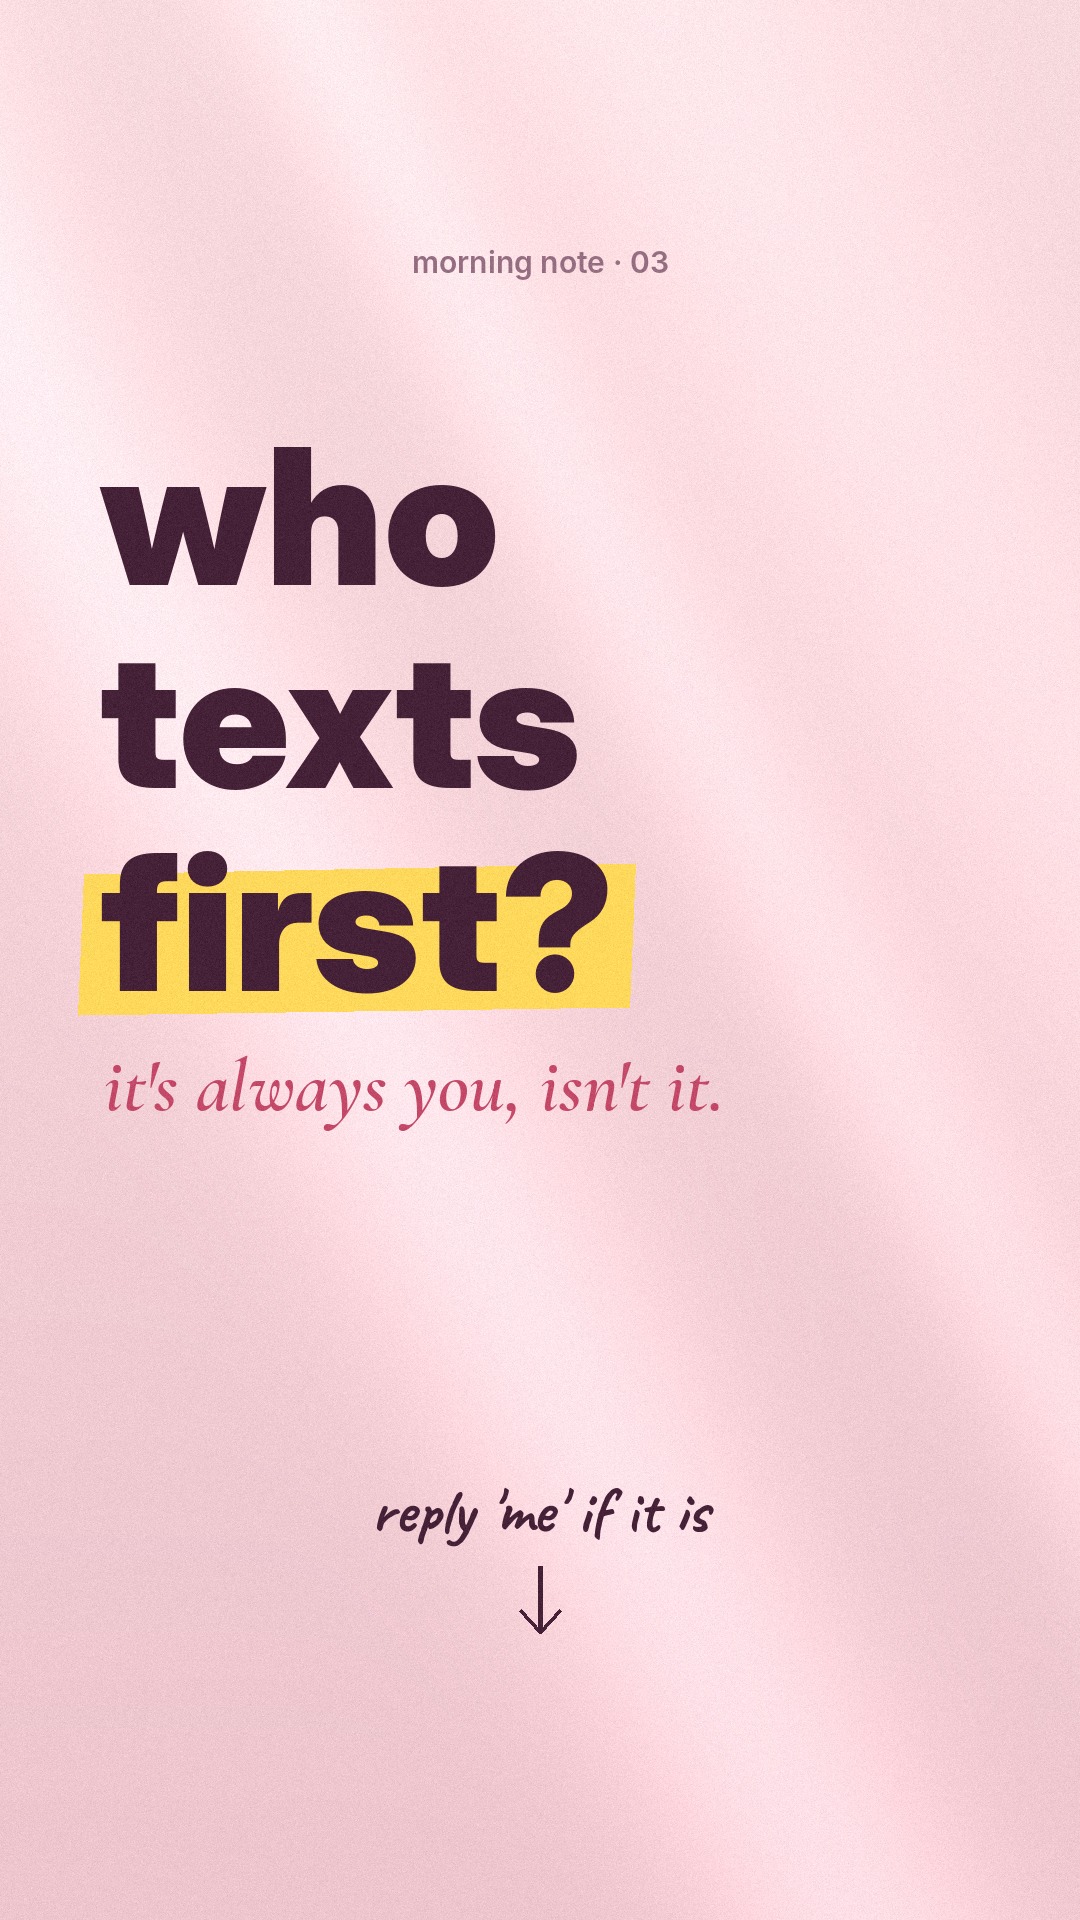 morning note · 03
who
texts
first?
it's always you, isn't it.
reply 'me' if it is